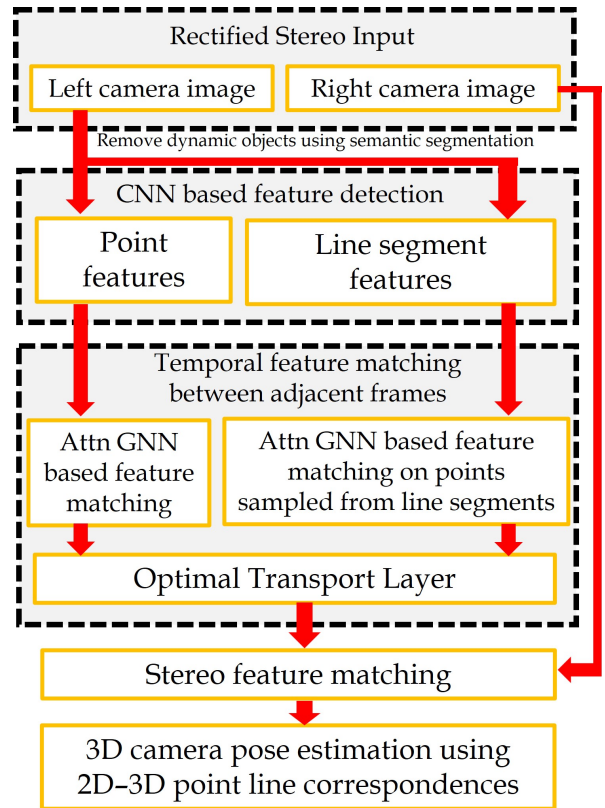 Rectified Stereo Input
Left camera image
Right camera image
Remove dynamic objects using semantic segmentation
CNN based feature detection
Point
features
Line segment
features
Temporal feature matching
between adjacent frames
Attn GNN
based feature
matching
Attn GNN based feature
matching on points
sampled from line segments
Optimal Transport Layer
Stereo feature matching
3D camera pose estimation using
2D–3D point line correspondences